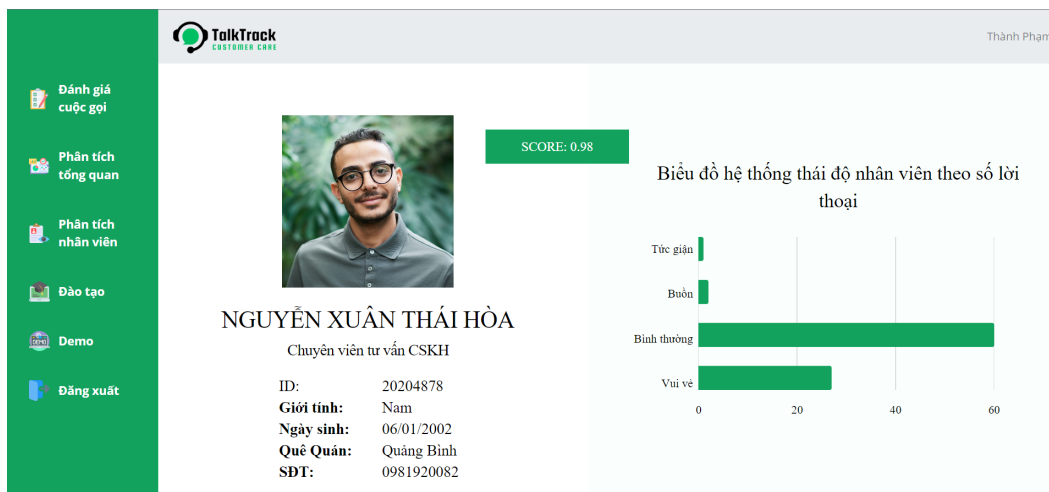 TalkTrack
CUSTOMER CARE
Thành Phạm
Đánh giá
cuộc gọi
Phân tích
tổng quan
Phân tích
nhân viên
Đào tạo
DEMO
Demo
Đăng xuất
SCORE: 0.98
NGUYỄN XUÂN THÁI HÒA
Chuyên viên tư vấn CSKH
ID: 20204878
Giới tính: Nam
Ngày sinh: 06/01/2002
Quê Quán: Quảng Bình
SĐT: 0981920082
Biểu đồ hệ thống thái độ nhân viên theo số lời
thoại
Tức giận
Buồn
Bình thường
Vui vẻ
0 20 40 60